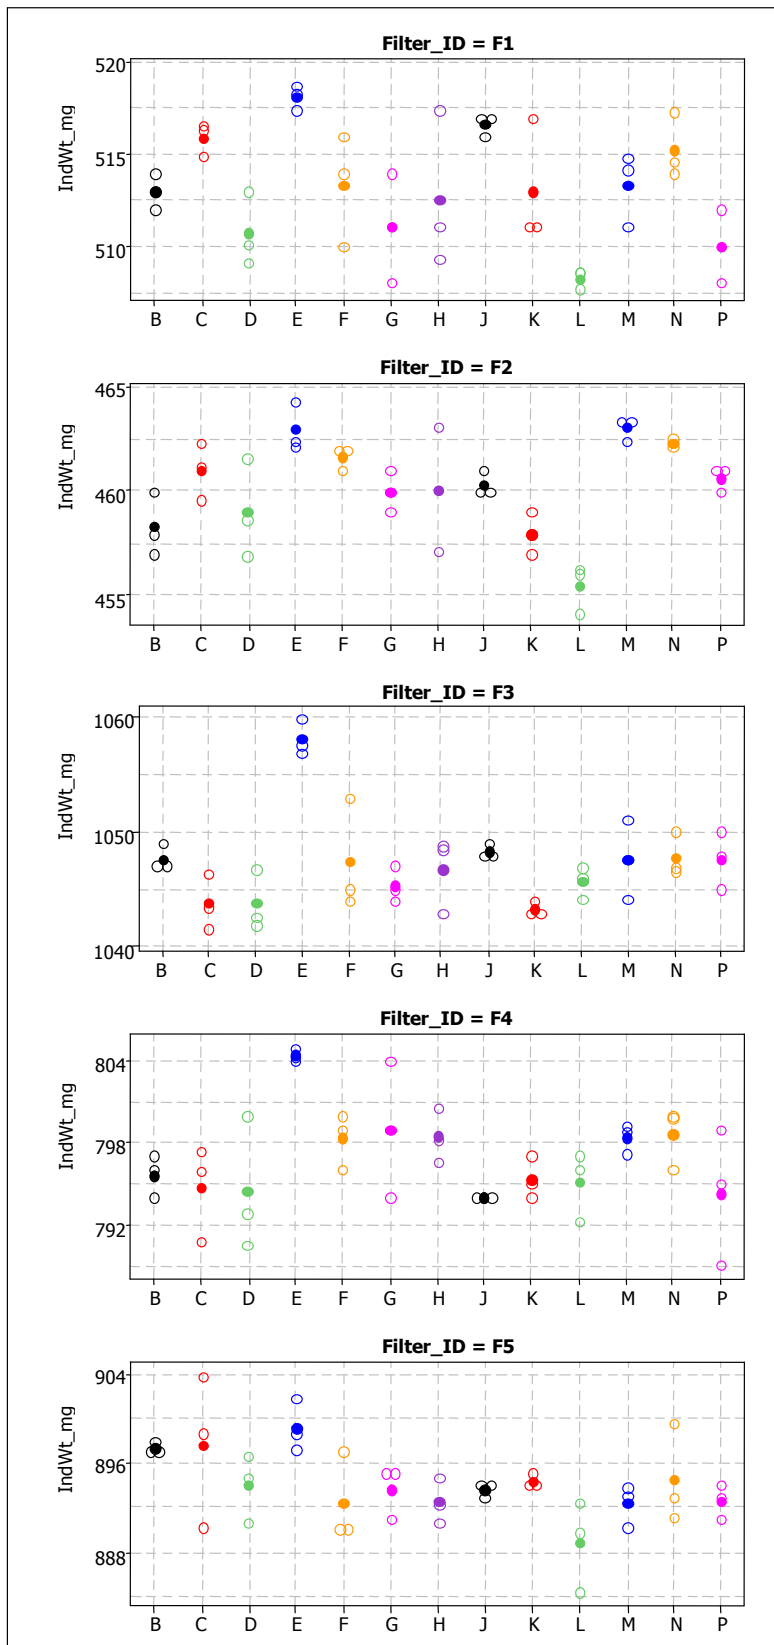 Filter_ID = F1
IndWt_mg
520
515
510
B C D E F G H J K L M N P
Filter_ID = F2
IndWt_mg
465
460
455
B C D E F G H J K L M N P
Filter_ID = F3
IndWt_mg
1060
1050
1040
B C D E F G H J K L M N P
Filter_ID = F4
IndWt_mg
804
798
792
B C D E F G H J K L M N P
Filter_ID = F5
IndWt_mg
904
896
888
B C D E F G H J K L M N P